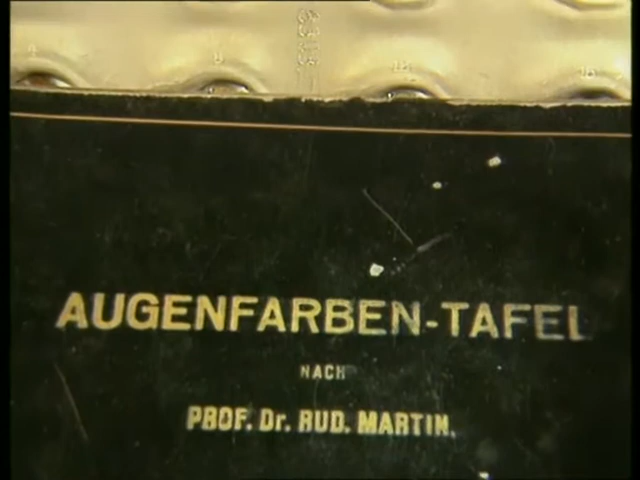 AUGENFARBEN-TAFEL
NACH
PROF. Dr. RUD. MARTIN.